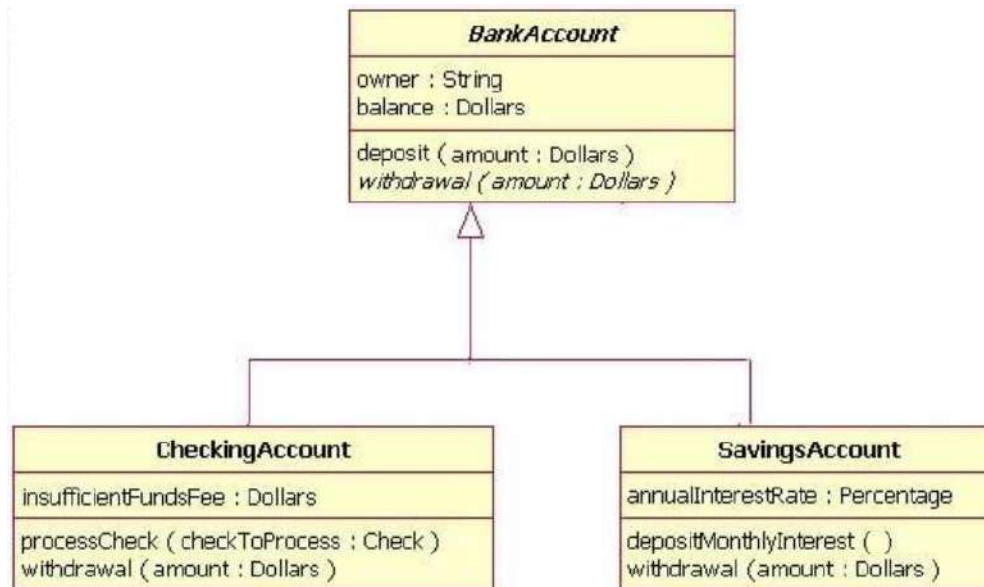 BankAccount
owner : String
balance : Dollars
deposit ( amount : Dollars )
withdrawal ( amount : Dollars )
CheckingAccount
insufficientFundsFee : Dollars
processCheck ( checkToProcess : Check )
withdrawal ( amount : Dollars )
SavingsAccount
annualInterestRate : Percentage
depositMonthlyInterest ( )
withdrawal ( amount : Dollars )